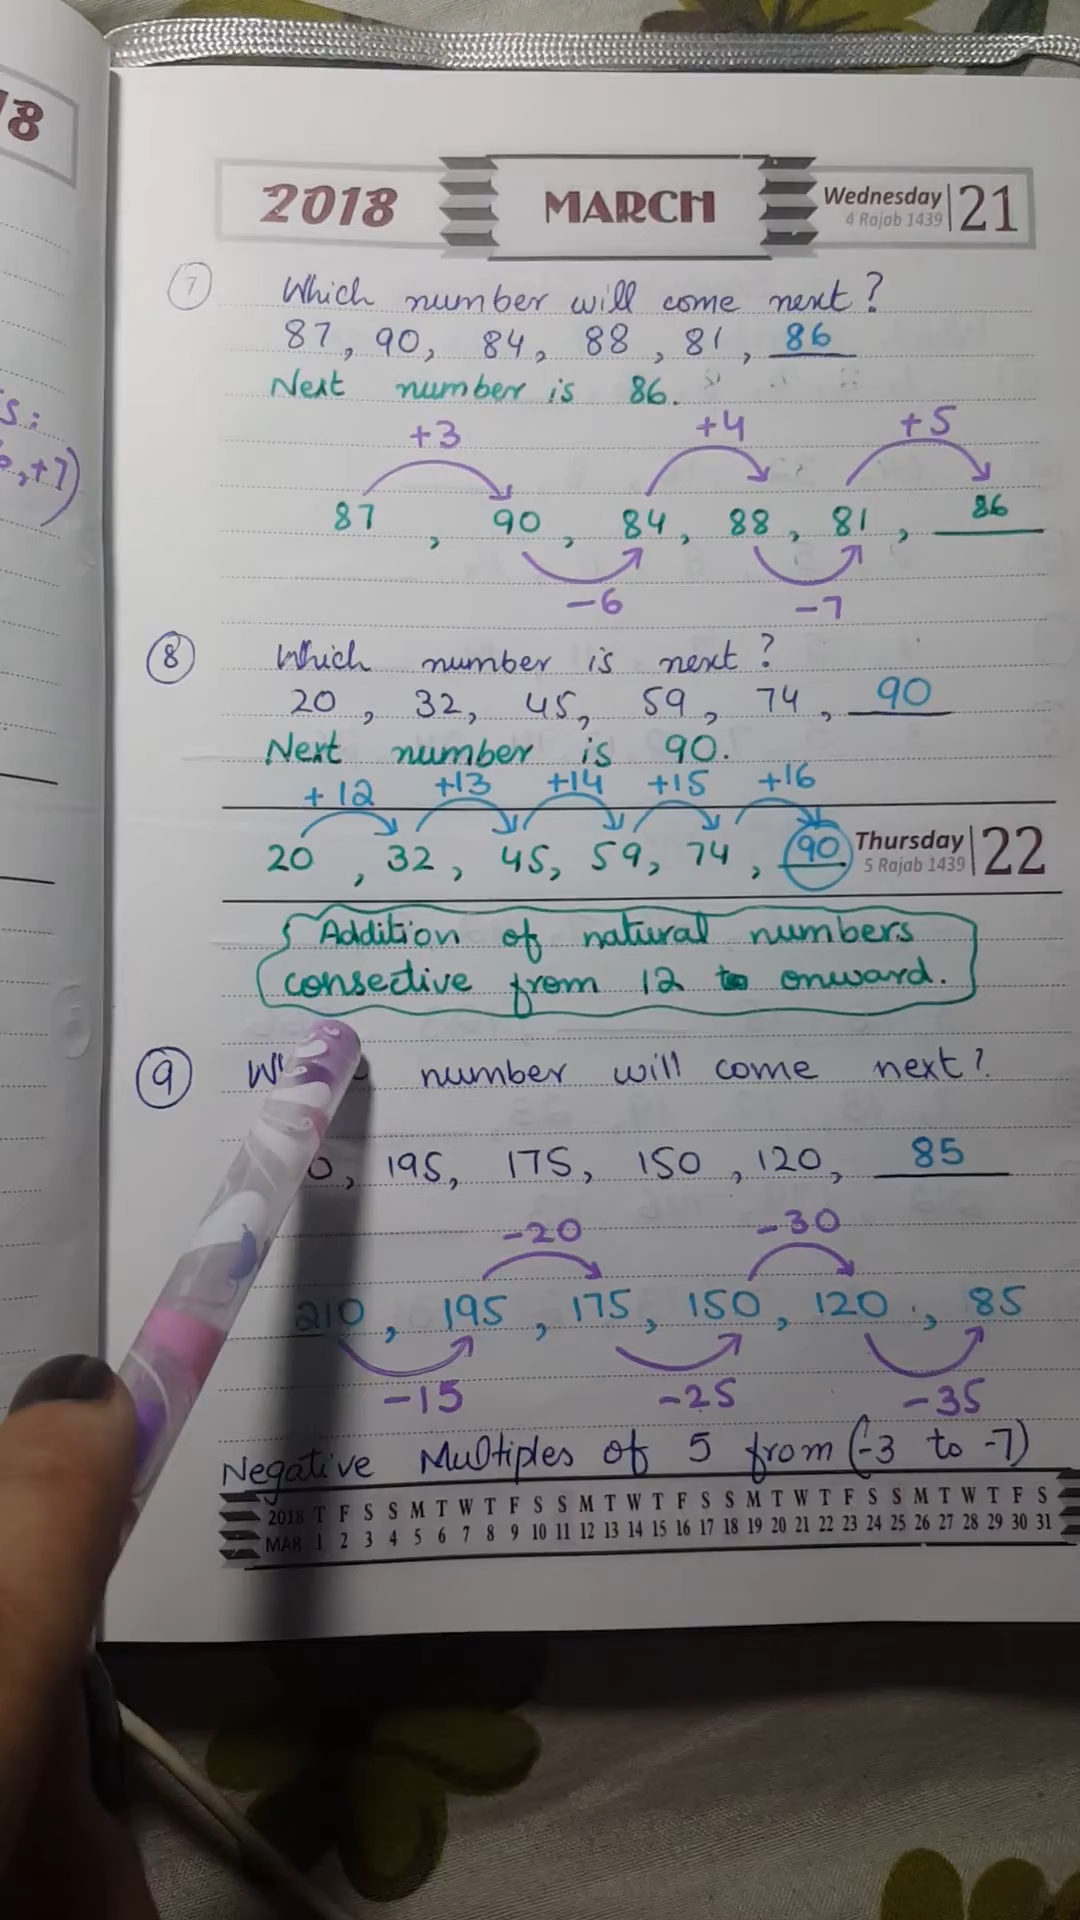 18
s:
,+7)
2018 MARCH Wednesday 21
4 Rajab 1439
7 Which number will come next?
87, 90, 84, 88, 81, 86
Next number is 86.
+3 +4 +5
87, 90, 84, 88, 81, 86
-6 -7
8 Which number is next?
20, 32, 45, 59, 74, 90
Next number is 90.
+12 +13 +14 +15 +16
20, 32, 45, 59, 74, 90 Thursday 22
5 Rajab 1439
Addition of natural numbers
consective from 12 to onward.
9 number will come next?
0, 195, 175, 150, 120, 85
-20 -30
210, 195, 175, 150, 120, 85
-15 -25 -35
Negative Multiples of 5 from (-3 to -7)
2018 T F S S M T W T F S S M T W T F S S M T W T F S S M T W T F S
MAR 1 2 3 4 5 6 7 8 9 10 11 12 13 14 15 16 17 18 19 20 21 22 23 24 25 26 27 28 29 30 31